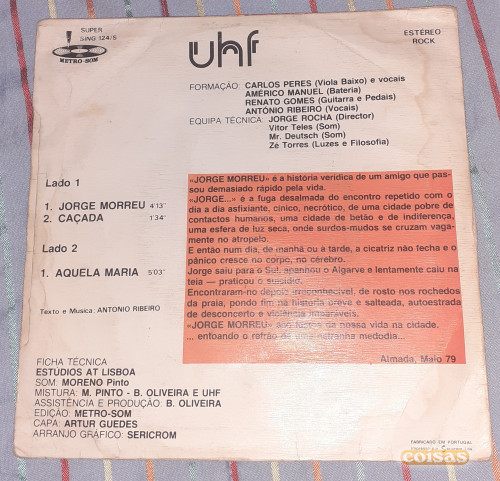 SUPER
SING 124/S
METRO-SOM
uhf
ESTÉREO
ROCK
FORMAÇÃO: CARLOS PERES (Viola Baixo) e vocais
AMÉRICO MANUEL (Bateria)
RENATO GOMES (Guitarra e Pedais)
ANTÓNIO RIBEIRO (Vocais)
EQUIPA TÉCNICA: JORGE ROCHA (Director)
Vitor Teles (Som)
Mr. Deutsch (Som)
Zé Torres (Luzes e Filosofia)
Lado 1
1. JORGE MORREU 4'13"
2. CAÇADA 1'34"
Lado 2
1. AQUELA MARIA 5'03"
Texto e Musica: ANTONIO RIBEIRO
«JORGE MORREU» é a história verídica de um amigo que pas-
sou demasiado rápido pela vida.
«JORGE...» é a fuga desalmada do encontro repetido com o
dia a dia asfixiante, cínico, necrótico, de uma cidade pobre de
contactos humanos, uma cidade de betão e de indiferença,
uma esfera de luz seca, onde surdos-mudos se cruzam vaga-
mente no atropelo.
E então num dia, de manhã ou à tarde, a cicatriz não fecha e o
pânico cresce no corpo, no cérebro.
Jorge saiu para o Sul, apanhou o Algarve e lentamente caiu na
teia — praticou o suicídio.
Encontraram-no depois irreconhecível, de rosto nos rochedos
da praia, pondo fim na história breve e salteada, autoestrada
de desconcerto e violência
«JORGE MORREU» da nossa vida na cidade.
... entoando o refrão de uma estranha medodia...
Almada, Maio 79
FICHA TÉCNICA
ESTÚDIOS AT LISBOA
SOM: MORENO Pinto
MISTURA: M. PINTO - B. OLIVEIRA E UHF
ASSISTÊNCIA E PRODUÇÃO: B. OLIVEIRA
EDIÇÃO: METRO-SOM
CAPA: ARTUR GUEDES
ARRANJO GRÁFICO: SERICROM
FABRICADO EM PORTUGAL
coisas